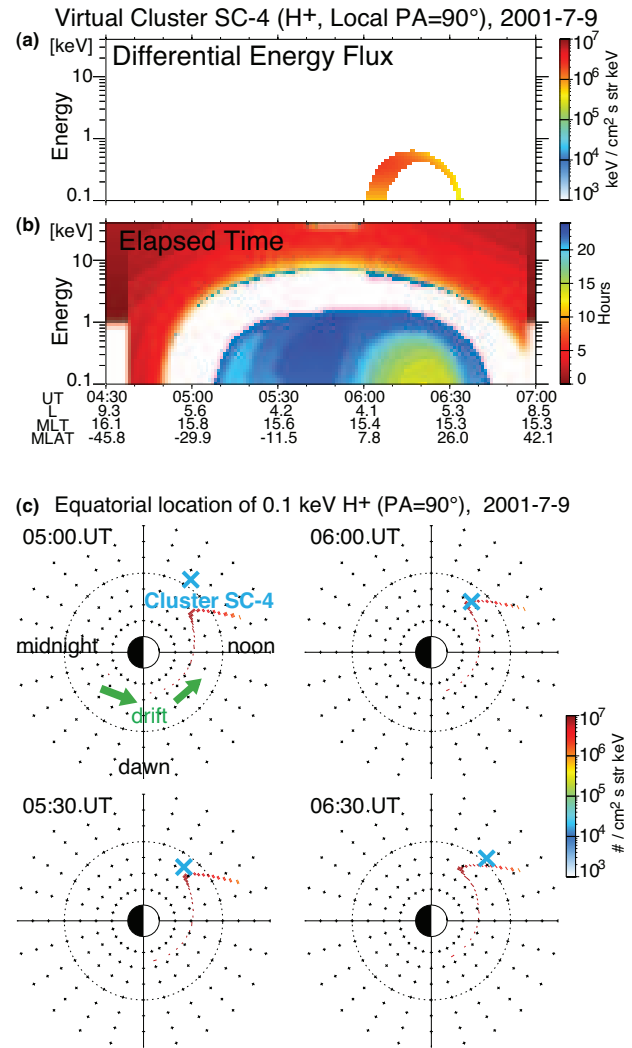 Virtual Cluster SC-4 (H+, Local PA=90°), 2001-7-9
(a) [keV] Differential Energy Flux 10^7
10^6
Energy 1 10^5
10^4
0.1 10^3
keV / cm² s str keV
(b) [keV] Elapsed Time
10 20
15
Energy 1 10
5
0.1 0
Hours
UT 04:30 05:00 05:30 06:00 06:30 07:00
L 9.3 5.6 4.2 4.1 5.3 8.5
MLT 16.1 15.8 15.6 15.4 15.3 15.3
MLAT -45.8 -29.9 -11.5 7.8 26.0 42.1
(c) Equatorial location of 0.1 keV H+ (PA=90°), 2001-7-9
05:00.UT 06:00.UT
Cluster SC-4
midnight noon
drift
dawn
10^7
10^6
10^5
10^4
10^3
# / cm² s str keV
05:30.UT 06:30.UT